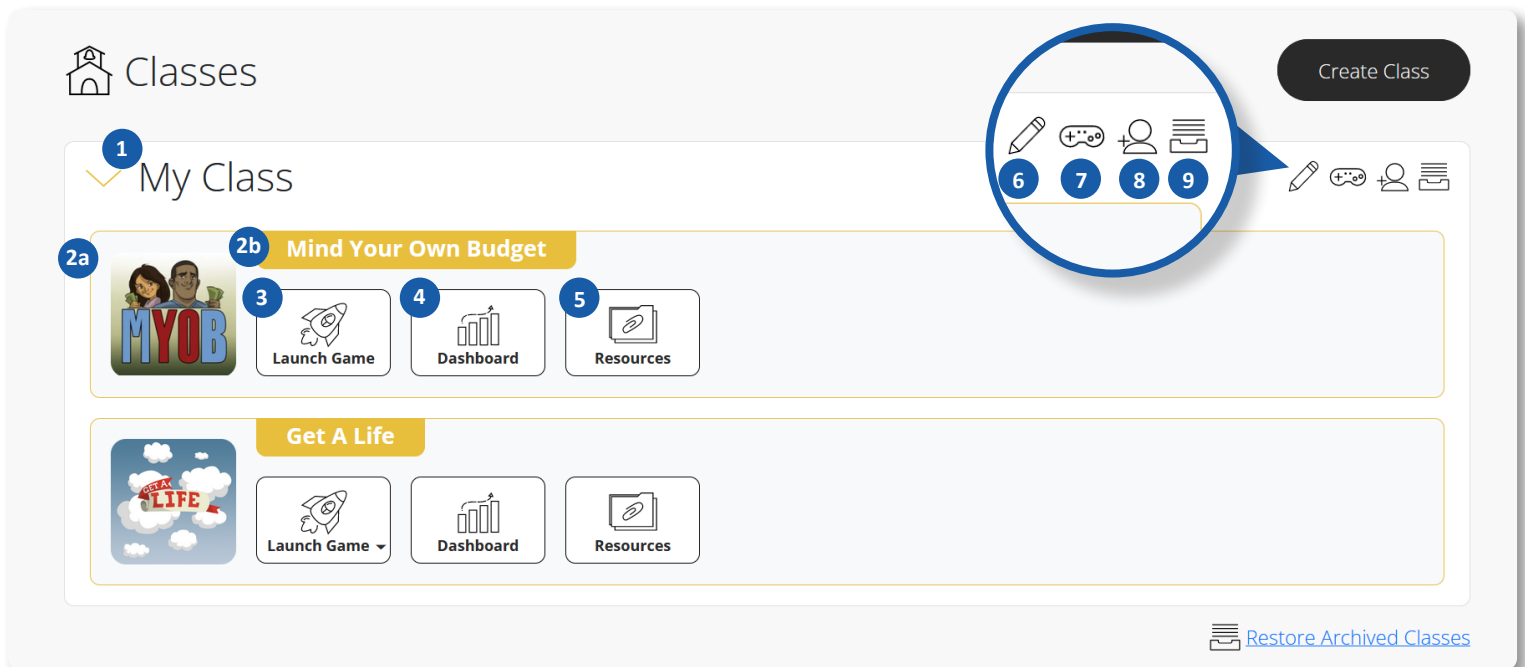 Classes
Create Class
1
My Class
6 7 8 9
2a
2b
Mind Your Own Budget
MYOB
3
4
5
Launch Game
Dashboard
Resources
Get A Life
GET A
LIFE
Launch Game
Dashboard
Resources
Restore Archived Classes